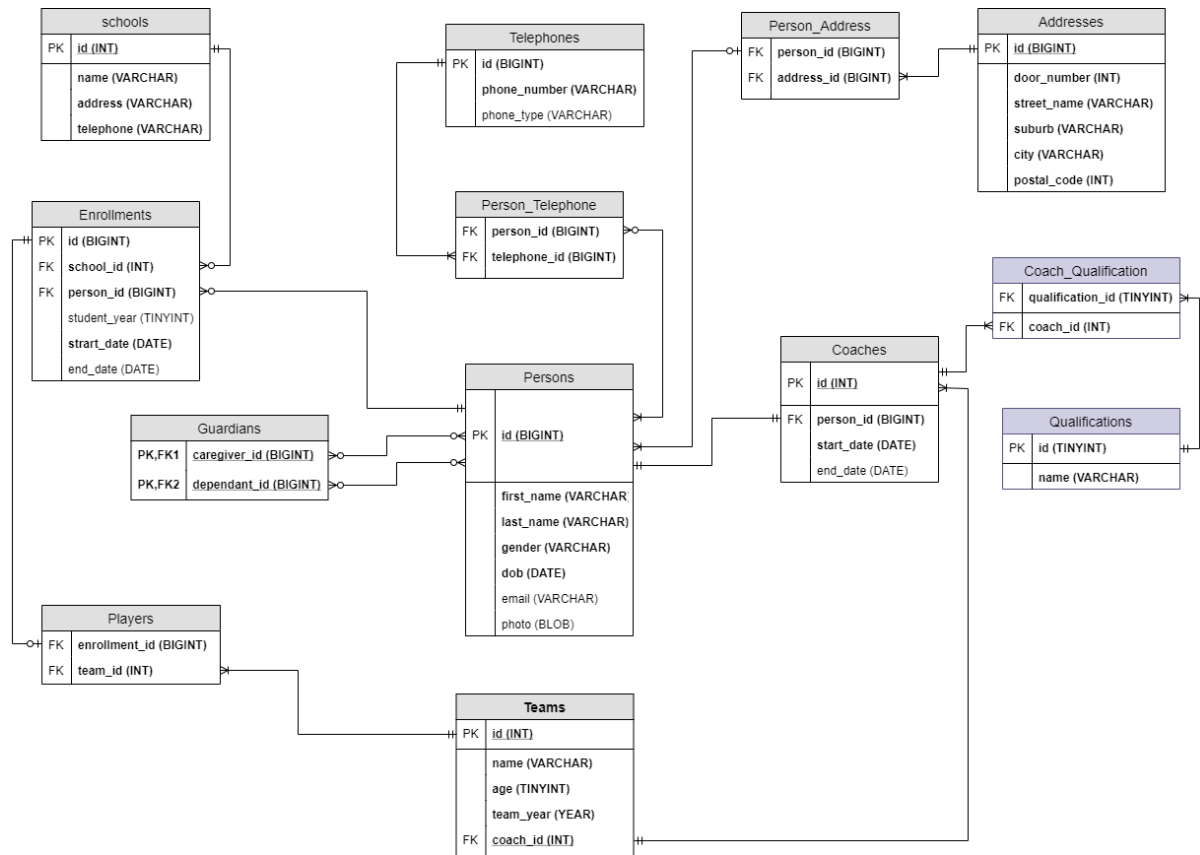 schools
PK id (INT)
name (VARCHAR)
address (VARCHAR)
telephone (VARCHAR)
Telephones
PK id (BIGINT)
phone_number (VARCHAR)
phone_type (VARCHAR)
Person_Address
FK person_id (BIGINT)
FK address_id (BIGINT)
Addresses
PK id (BIGINT)
door_number (INT)
street_name (VARCHAR)
suburb (VARCHAR)
city (VARCHAR)
postal_code (INT)
Enrollments
PK id (BIGINT)
FK school_id (INT)
FK person_id (BIGINT)
student_year (TINYINT)
strart_date (DATE)
end_date (DATE)
Person_Telephone
FK person_id (BIGINT)
FK telephone_id (BIGINT)
Coach_Qualification
FK qualification_id (TINYINT)
FK coach_id (INT)
Coaches
PK id (INT)
FK person_id (BIGINT)
start_date (DATE)
end_date (DATE)
Qualifications
PK id (TINYINT)
name (VARCHAR)
Persons
PK id (BIGINT)
first_name (VARCHAR)
last_name (VARCHAR)
gender (VARCHAR)
dob (DATE)
email (VARCHAR)
photo (BLOB)
Guardians
PK,FK1 caregiver_id (BIGINT)
PK,FK2 dependant_id (BIGINT)
Players
FK enrollment_id (BIGINT)
FK team_id (INT)
Teams
PK id (INT)
name (VARCHAR)
age (TINYINT)
team_year (YEAR)
FK coach_id (INT)